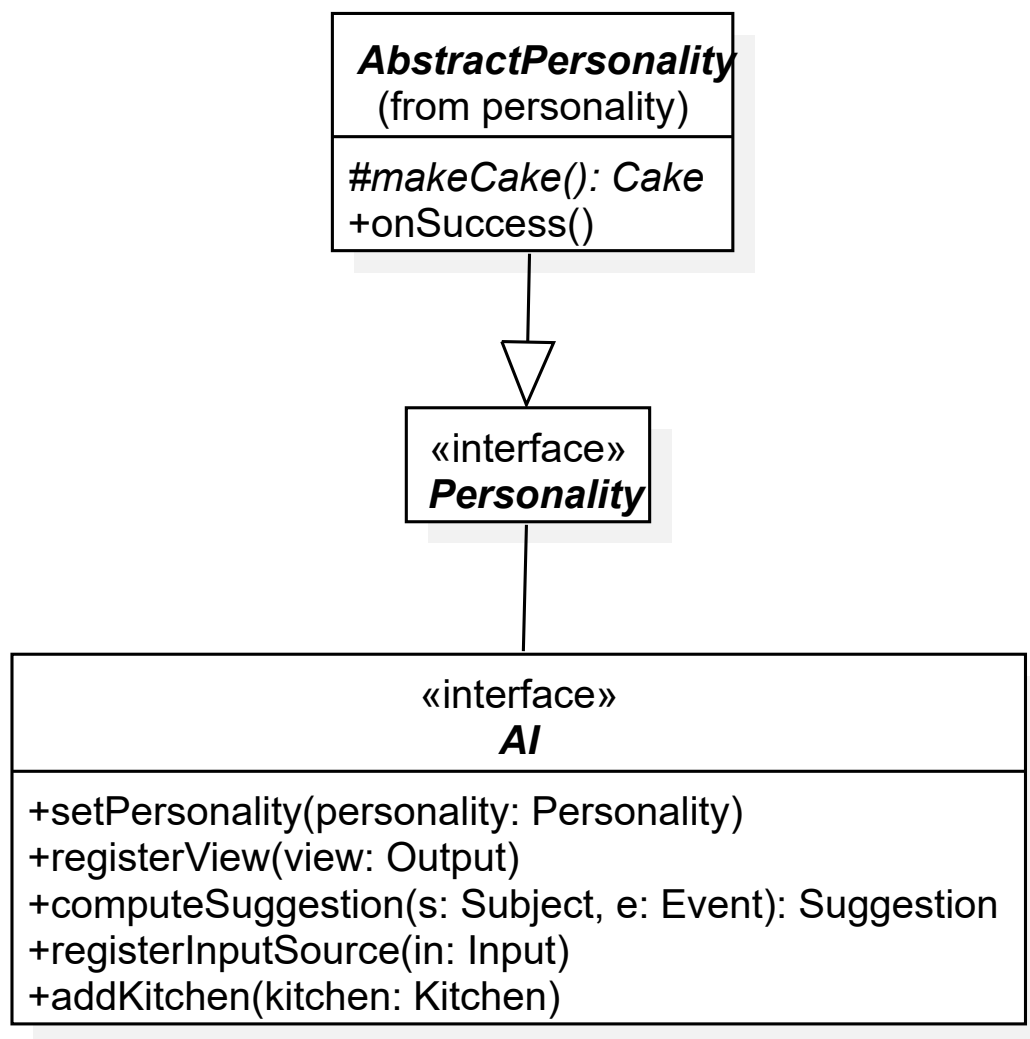 AbstractPersonality
(from personality)
#makeCake(): Cake
+onSuccess()
«interface»
Personality
«interface»
AI
+setPersonality(personality: Personality)
+registerView(view: Output)
+computeSuggestion(s: Subject, e: Event): Suggestion
+registerInputSource(in: Input)
+addKitchen(kitchen: Kitchen)